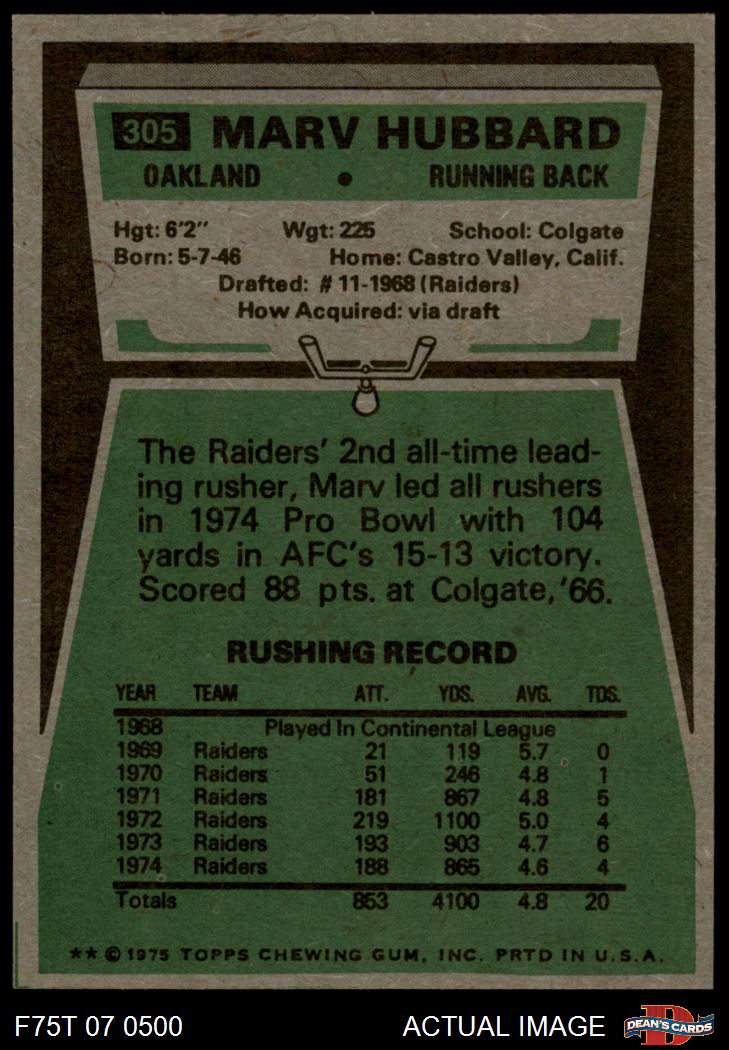 305 MARV HUBBARD
OAKLAND • RUNNING BACK
Hgt: 6'2" Wgt: 225 School: Colgate
Born: 5-7-46 Home: Castro Valley, Calif.
Drafted: # 11-1968 (Raiders)
How Acquired: via draft
The Raiders' 2nd all-time lead-
ing rusher, Marv led all rushers
in 1974 Pro Bowl with 104
yards in AFC's 15-13 victory.
Scored 88 pts. at Colgate, '66.
RUSHING RECORD
YEAR TEAM ATT. YDS. AVG. TDS.
1968 Played In Continental League
1969 Raiders 21 119 5.7 0
1970 Raiders 51 246 4.8 1
1971 Raiders 181 867 4.8 5
1972 Raiders 219 1100 5.0 4
1973 Raiders 193 903 4.7 6
1974 Raiders 188 865 4.6 4
Totals 853 4100 4.8 20
** © 1975 TOPPS CHEWING GUM, INC. PRTD IN U.S.A.
F75T 07 0500 ACTUAL IMAGE D DEAN'S CARDS